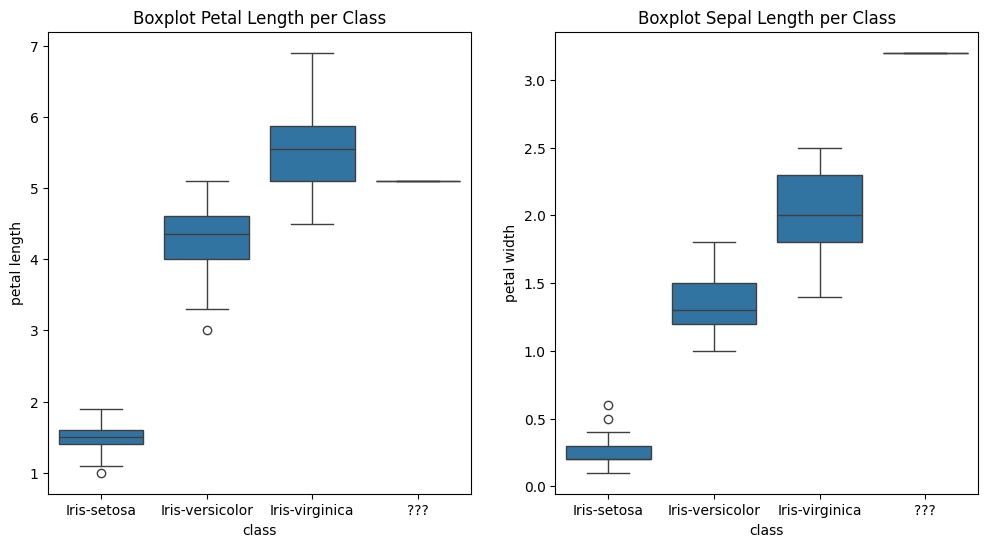 Boxplot Petal Length per Class
7
6
5
4
3
2
1
petal length
Iris-setosa Iris-versicolor Iris-virginica ???
class
Boxplot Sepal Length per Class
3.0
2.5
2.0
1.5
1.0
0.5
0.0
petal width
Iris-setosa Iris-versicolor Iris-virginica ???
class